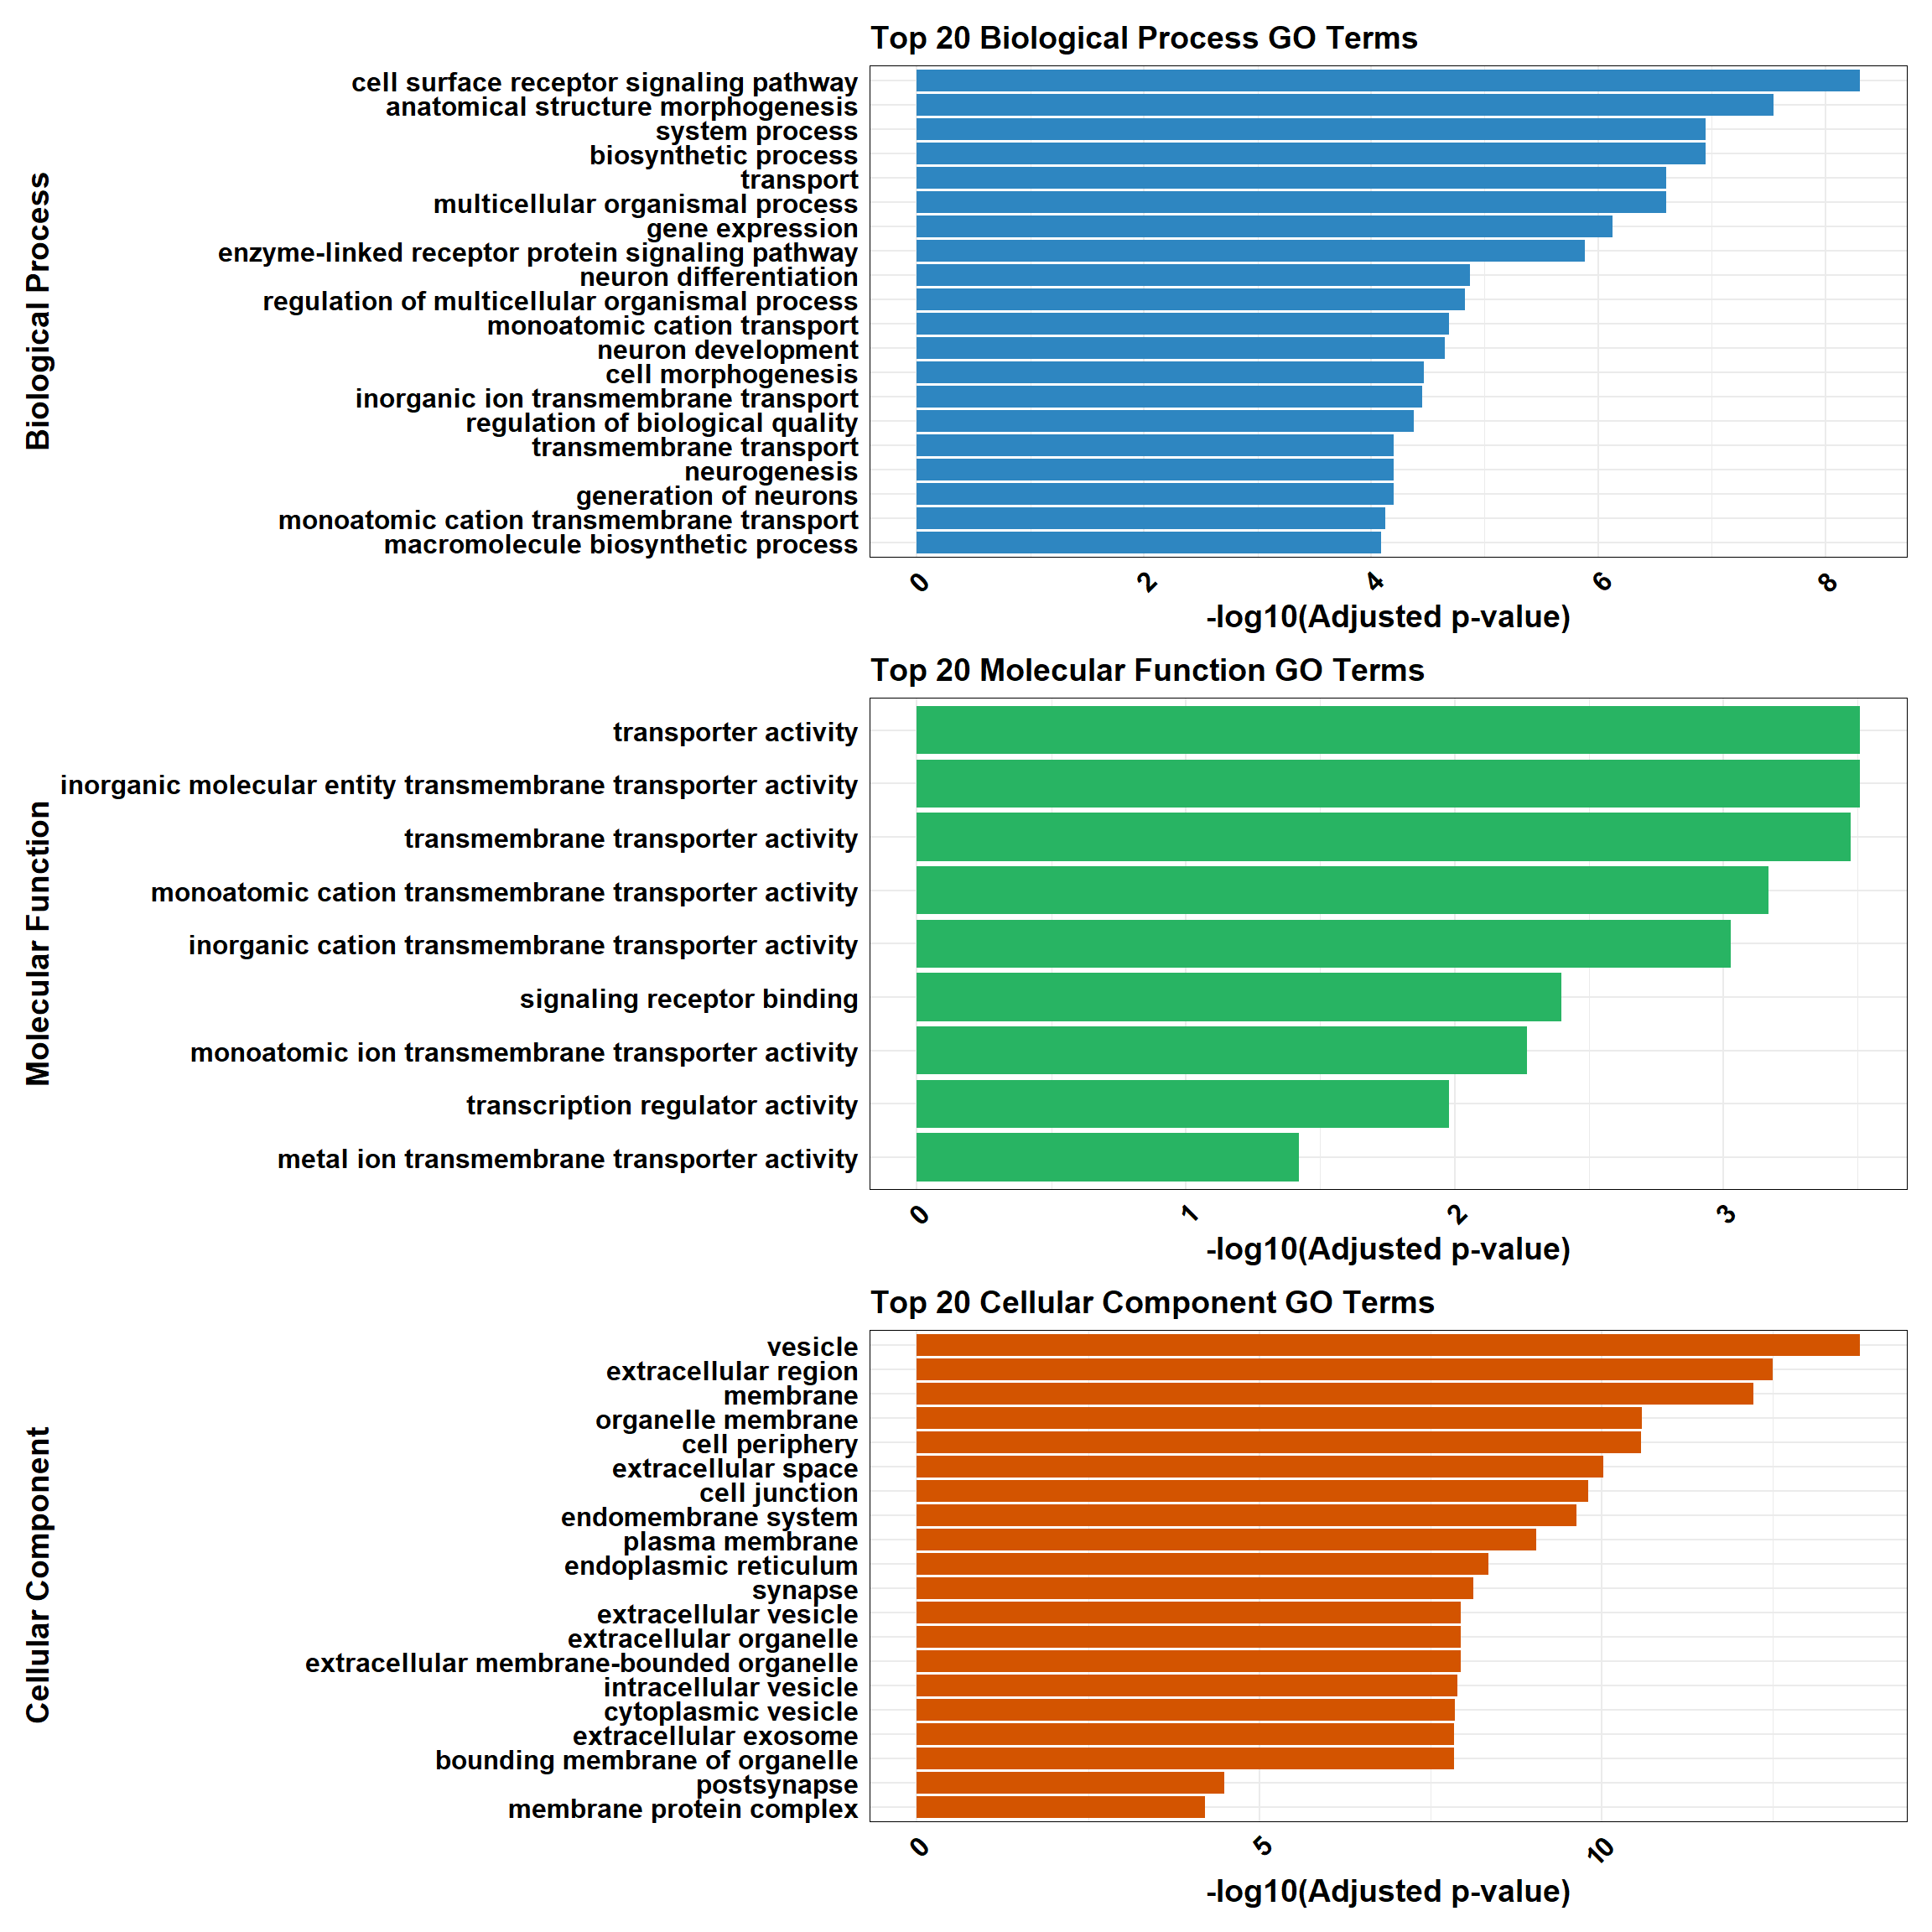 Top 20 Biological Process GO Terms
Biological Process
cell surface receptor signaling pathway
anatomical structure morphogenesis
system process
biosynthetic process
transport
multicellular organismal process
gene expression
enzyme-linked receptor protein signaling pathway
neuron differentiation
regulation of multicellular organismal process
monoatomic cation transport
neuron development
cell morphogenesis
inorganic ion transmembrane transport
regulation of biological quality
transmembrane transport
neurogenesis
generation of neurons
monoatomic cation transmembrane transport
macromolecule biosynthetic process
0 2 4 6 8
-log10(Adjusted p-value)
Top 20 Molecular Function GO Terms
Molecular Function
transporter activity
inorganic molecular entity transmembrane transporter activity
transmembrane transporter activity
monoatomic cation transmembrane transporter activity
inorganic cation transmembrane transporter activity
signaling receptor binding
monoatomic ion transmembrane transporter activity
transcription regulator activity
metal ion transmembrane transporter activity
0 1 2 3
-log10(Adjusted p-value)
Top 20 Cellular Component GO Terms
Cellular Component
vesicle
extracellular region
membrane
organelle membrane
cell periphery
extracellular space
cell junction
endomembrane system
plasma membrane
endoplasmic reticulum
synapse
extracellular vesicle
extracellular organelle
extracellular membrane-bounded organelle
intracellular vesicle
cytoplasmic vesicle
extracellular exosome
bounding membrane of organelle
postsynapse
membrane protein complex
0 5 10
-log10(Adjusted p-value)